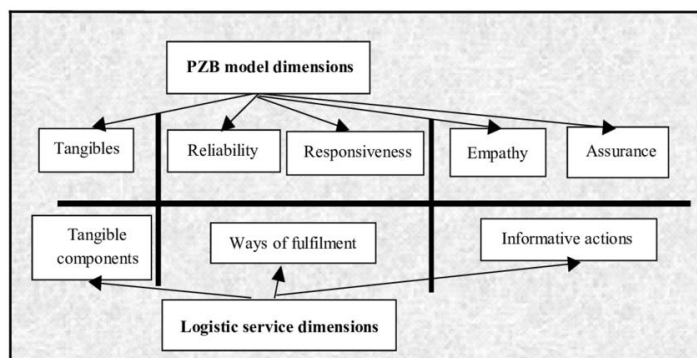 PZB model dimensions
Tangibles
Reliability
Responsiveness
Empathy
Assurance
Tangible
components
Ways of fulfilment
Informative actions
Logistic service dimensions